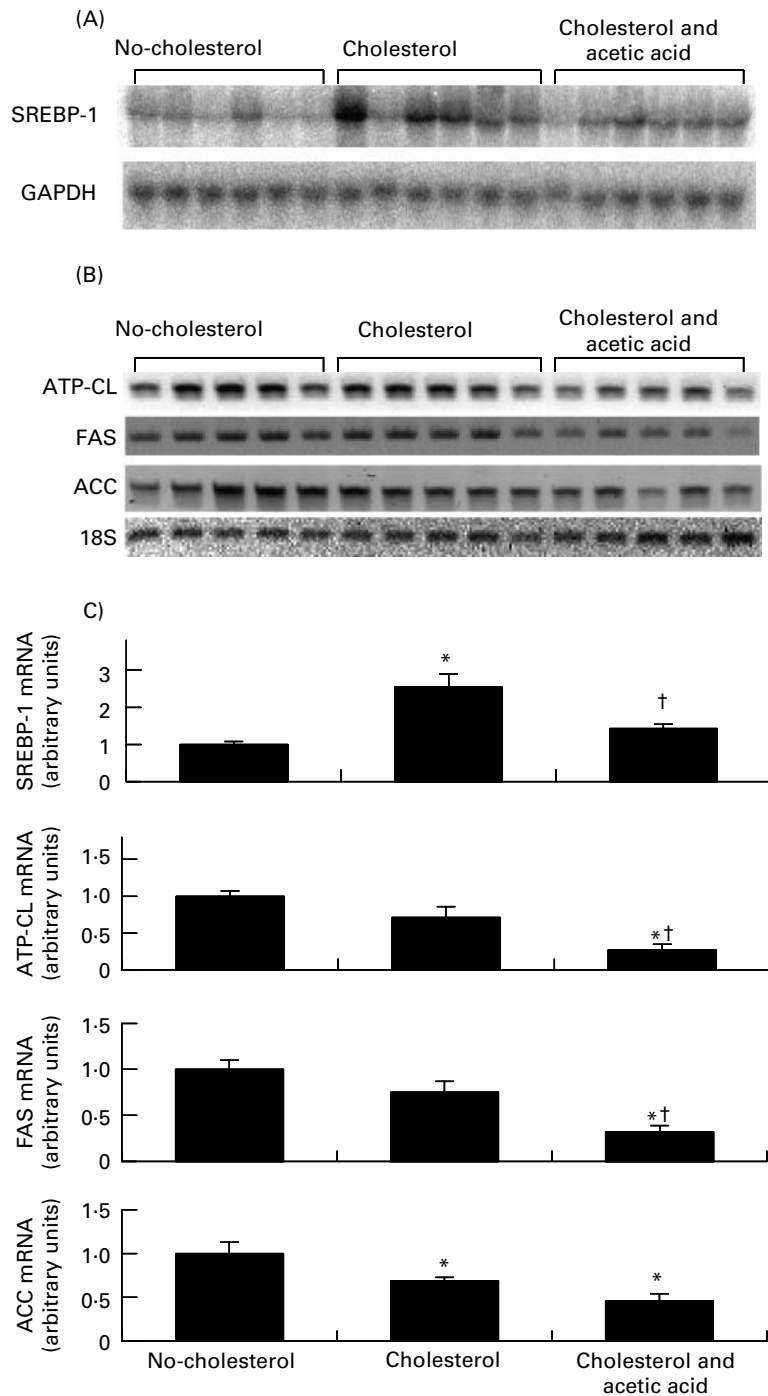 (A)
No-cholesterol
Cholesterol
Cholesterol and
acetic acid
SREBP-1
GAPDH
(B)
No-cholesterol
Cholesterol
Cholesterol and
acetic acid
ATP-CL
FAS
ACC
18S
C)
SREBP-1 mRNA
(arbitrary units)
3
2
1
0
*
†
ATP-CL mRNA
(arbitrary units)
1·5
1·0
0·5
0
*†
FAS mRNA
(arbitrary units)
1·5
1·0
0·5
0
*†
ACC mRNA
(arbitrary units)
1·5
1·0
0·5
0
*
*
No-cholesterol
Cholesterol
Cholesterol and
acetic acid